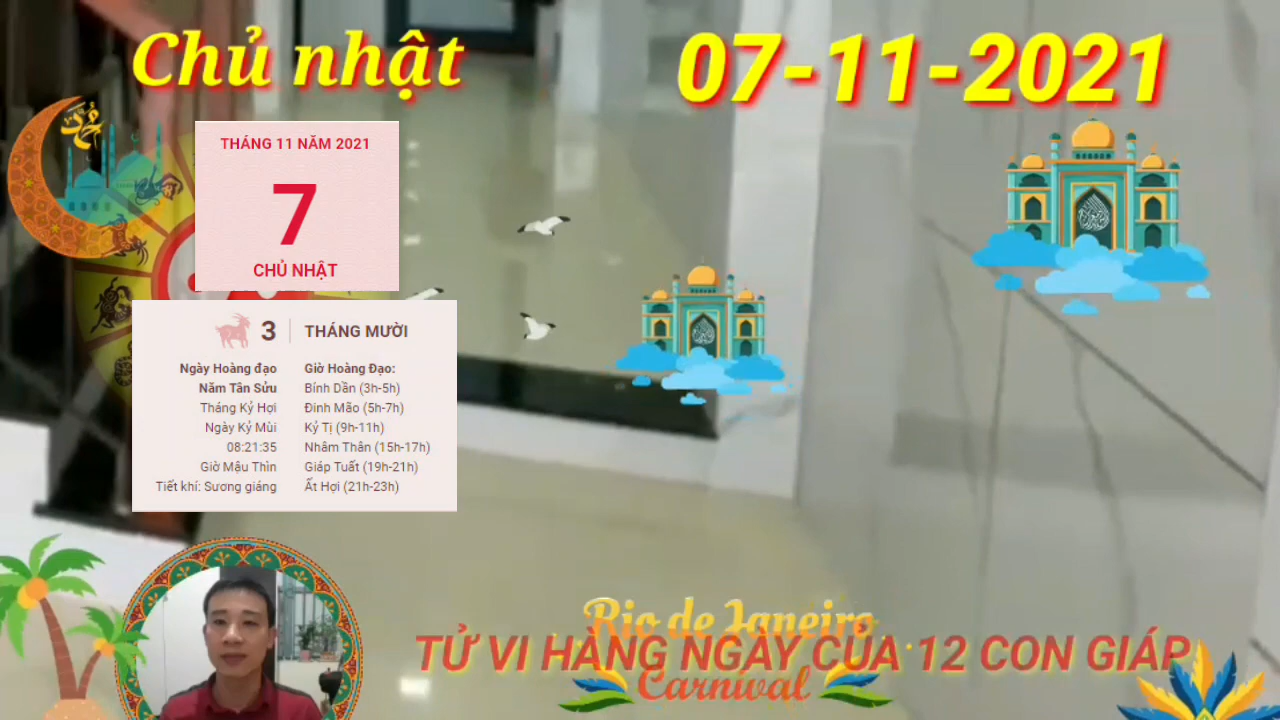 Chủ nhật
07-11-2021
THÁNG 11 NĂM 2021
7
CHỦ NHẬT
3
THÁNG MƯỜI
Ngày Hoàng đạo
Năm Tân Sửu
Tháng Kỷ Hợi
Ngày Kỷ Mùi
08:21:35
Giờ Mậu Thìn
Tiết khí: Sương giáng
Giờ Hoàng Đạo:
Bính Dần (3h-5h)
Đinh Mão (5h-7h)
Kỷ Tị (9h-11h)
Nhâm Thân (15h-17h)
Giáp Tuất (19h-21h)
Ất Hợi (21h-23h)
Rio de Janeiro
TỬ VI HÀNG NGÀY CỦA 12 CON GIÁP
Carnival